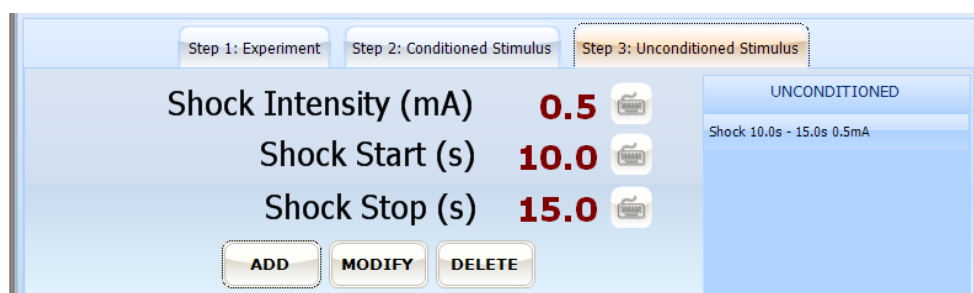 Step 1: Experiment Step 2: Conditioned Stimulus Step 3: Unconditioned Stimulus
Shock Intensity (mA) 0.5
Shock Start (s) 10.0
Shock Stop (s) 15.0
ADD MODIFY DELETE
UNCONDITIONED
Shock 10.0s - 15.0s 0.5mA